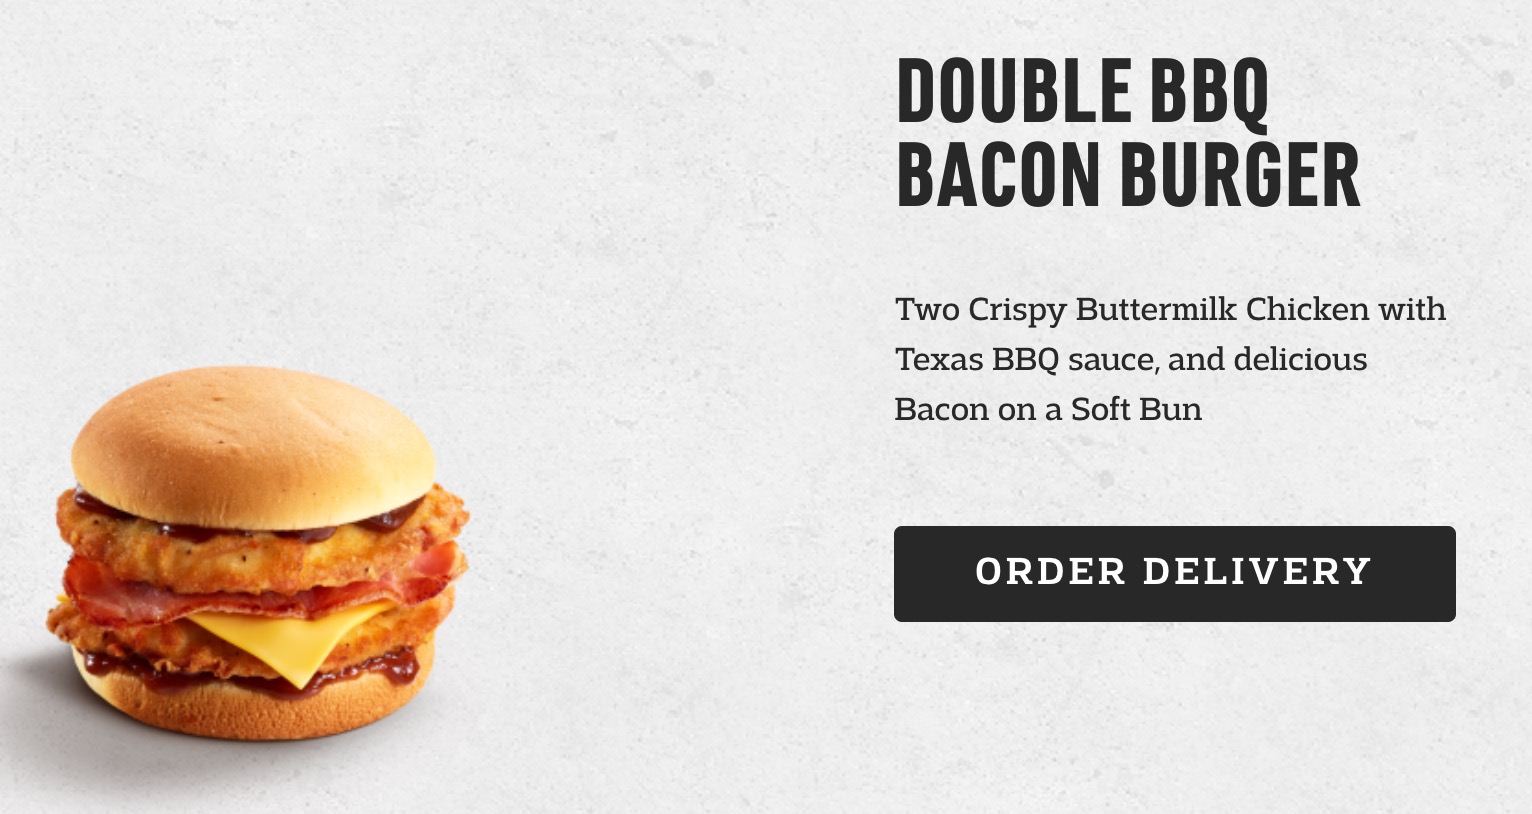 DOUBLE BBQ
BACON BURGER
Two Crispy Buttermilk Chicken with
Texas BBQ sauce, and delicious
Bacon on a Soft Bun
ORDER DELIVERY